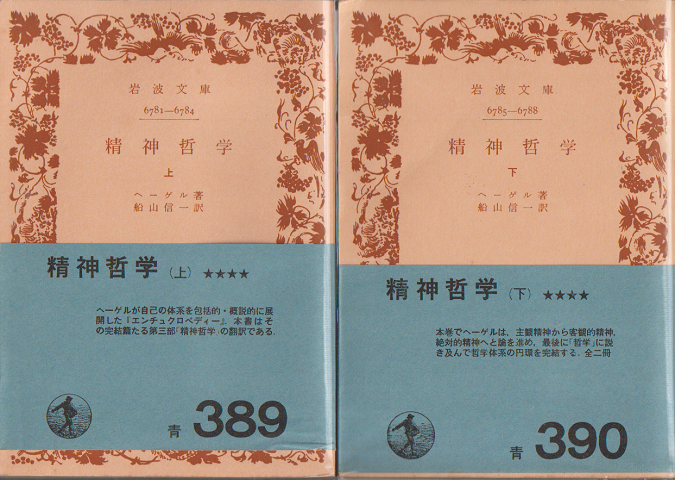 岩波文庫
6781—6784
精神哲学
上
ヘーゲル著
船山信一訳
精神哲学(上)★★★★
ヘーゲルが自己の体系を包括的・概説的に展
開した『エンチュクロペディー』. 本書はそ
の完結篇たる第三部「精神哲学」の翻訳である.
青 389
岩波文庫
6785—6788
精神哲学
下
ヘーゲル著
船山信一訳
精神哲学(下)★★★★
本巻でヘーゲルは, 主観精神から客観的精神,
絶対的精神へと論を進め, 最後に「哲学」に説
き及んで哲学体系の円環を完結する. 全二冊
青 390